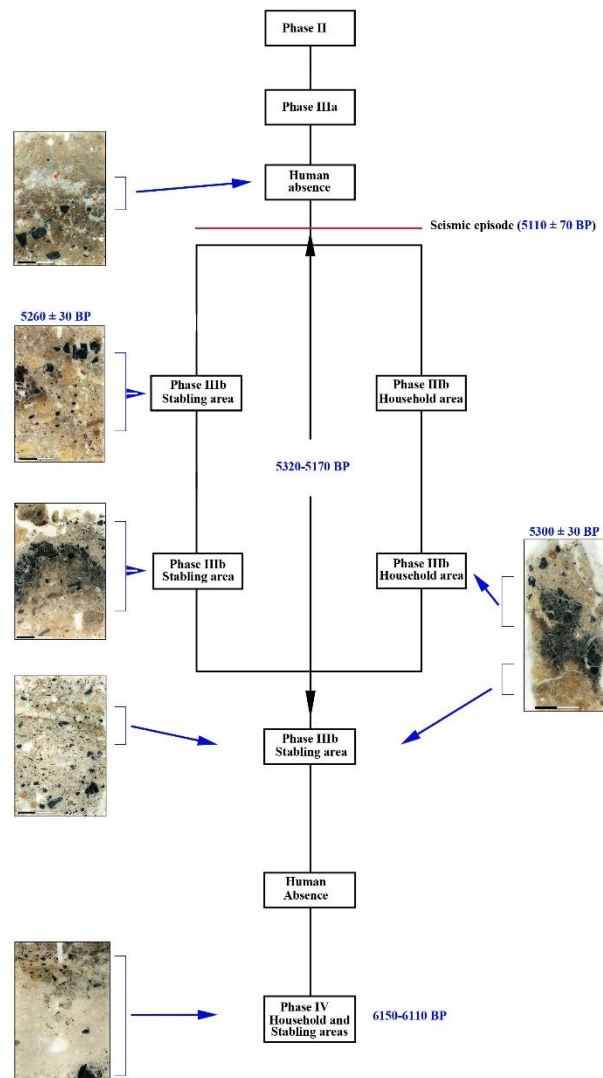 Phase II
Phase IIIa
Human
absence
Seismic episode (5110 ± 70 BP)
5260 ± 30 BP
Phase IIIb
Stabling area
Phase IIIb
Household area
5320-5170 BP
5300 ± 30 BP
Phase IIIb
Stabling area
Phase IIIb
Household area
Phase IIIb
Stabling area
Human
Absence
Phase IV
Household and
Stabling areas
6150-6110 BP